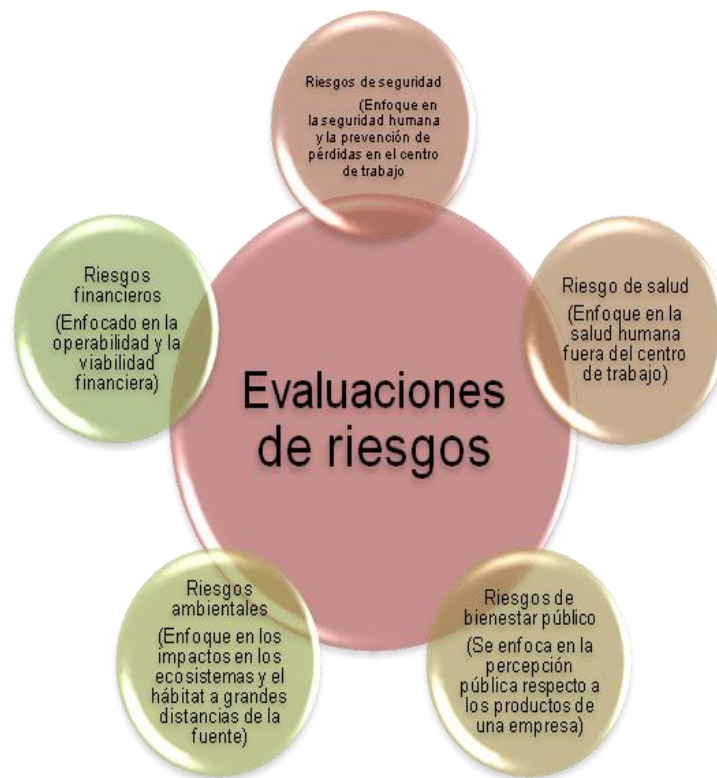 Riesgos de seguridad
(Enfoque en
la seguridad humana
y la prevención de
pérdidas en el centro
de trabajo
Riesgos
financieros
(Enfocado en la
operabilidad y la
viabilidad
financiera)
Riesgo de salud
(Enfoque en la
salud humana
fuera del centro
de trabajo)
Evaluaciones
de riesgos
Riesgos
ambientales
(Enfoque en los
impactos en los
ecosistemas y el
hábitat a grandes
distancias de la
fuente)
Riesgos de
bienestar público
(Se enfoca en la
percepción
pública respecto a
los productos de
una empresa)